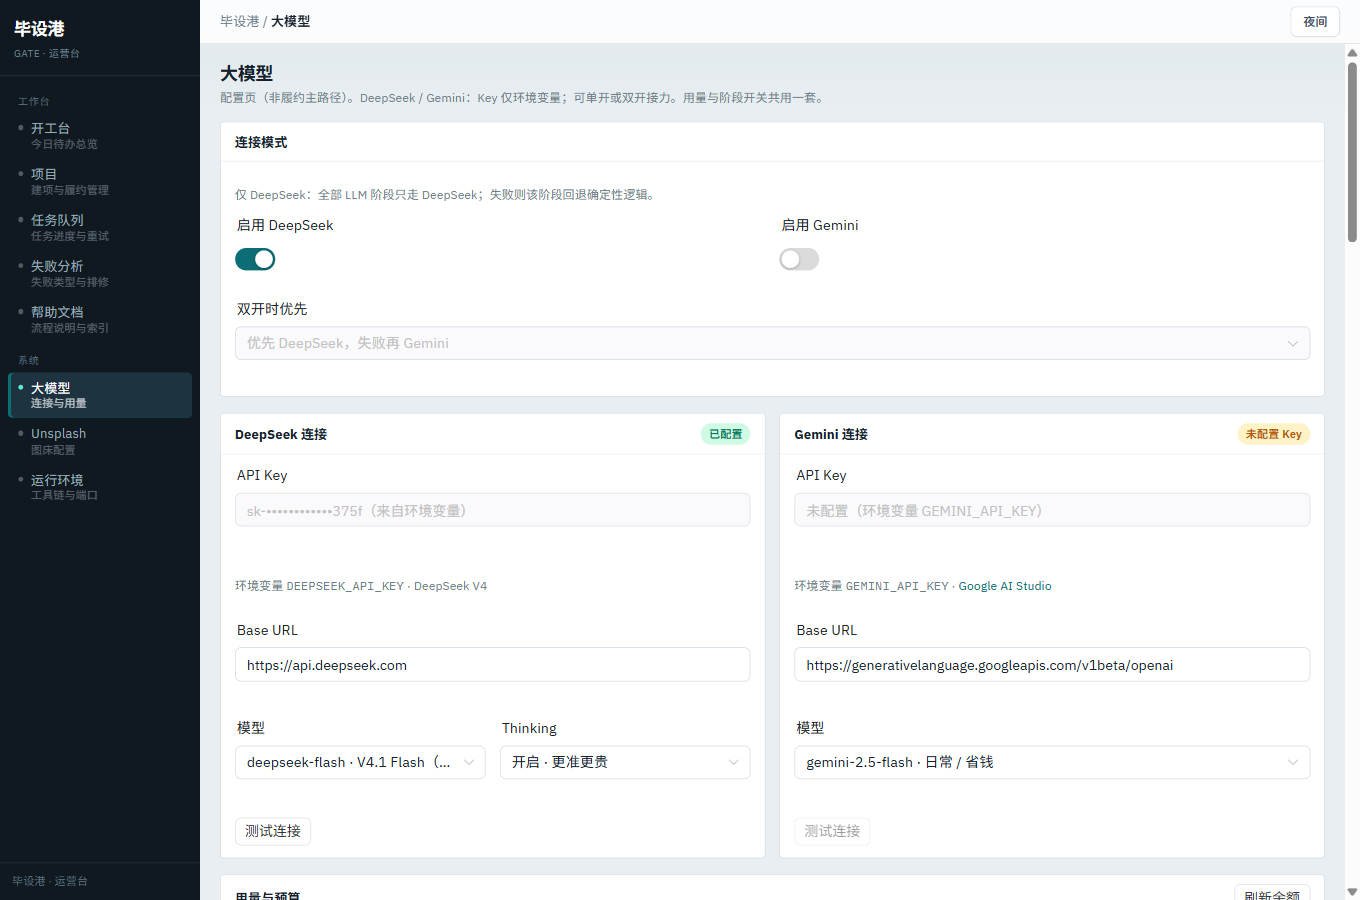 毕设港
GATE · 运营台
工作台
开工台
今日待办总览
项目
建项与履约管理
任务队列
任务进度与重试
失败分析
失败类型与排修
帮助文档
流程说明与索引
系统
大模型
连接与用量
Unsplash
图床配置
运行环境
工具链与端口
毕设港 · 运营台
毕设港 / 大模型
夜间
大模型
配置页（非履约主路径）。DeepSeek / Gemini：Key 仅环境变量；可单开或双开接力。用量与阶段开关共用一套。
连接模式
仅 DeepSeek：全部 LLM 阶段只走 DeepSeek；失败则该阶段回退确定性逻辑。
启用 DeepSeek
启用 Gemini
双开时优先
优先 DeepSeek，失败再 Gemini
DeepSeek 连接
已配置
API Key
sk-••••••••••••375f（来自环境变量）
环境变量 DEEPSEEK_API_KEY · DeepSeek V4
Base URL
https://api.deepseek.com
模型
Thinking
deepseek-flash · V4.1 Flash（...
开启 · 更准更贵
测试连接
Gemini 连接
未配置 Key
API Key
未配置（环境变量 GEMINI_API_KEY）
环境变量 GEMINI_API_KEY · Google AI Studio
Base URL
https://generativelanguage.googleapis.com/v1beta/openai
模型
gemini-2.5-flash · 日常 / 省钱
测试连接
用量与预算
刷新余额